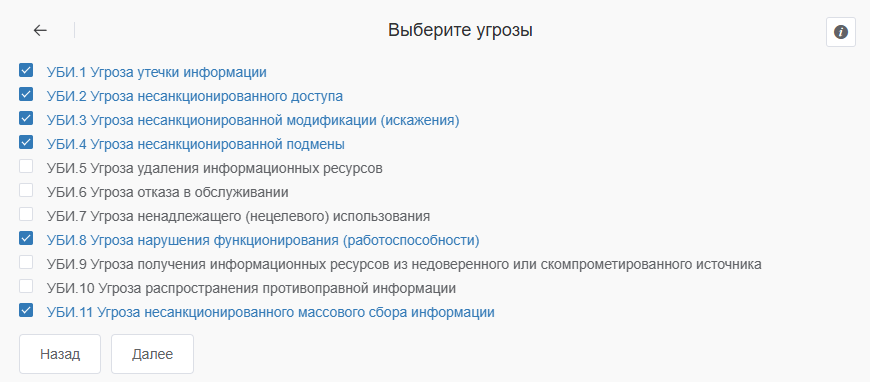 Выберите угрозы
УБИ.1 Угроза утечки информации
УБИ.2 Угроза несанкционированного доступа
УБИ.3 Угроза несанкционированной модификации (искажения)
УБИ.4 Угроза несанкционированной подмены
УБИ.5 Угроза удаления информационных ресурсов
УБИ.6 Угроза отказа в обслуживании
УБИ.7 Угроза ненадлежащего (нецелевого) использования
УБИ.8 Угроза нарушения функционирования (работоспособности)
УБИ.9 Угроза получения информационных ресурсов из недоверенного или скомпрометированного источника
УБИ.10 Угроза распространения противоправной информации
УБИ.11 Угроза несанкционированного массового сбора информации
Назад Далее